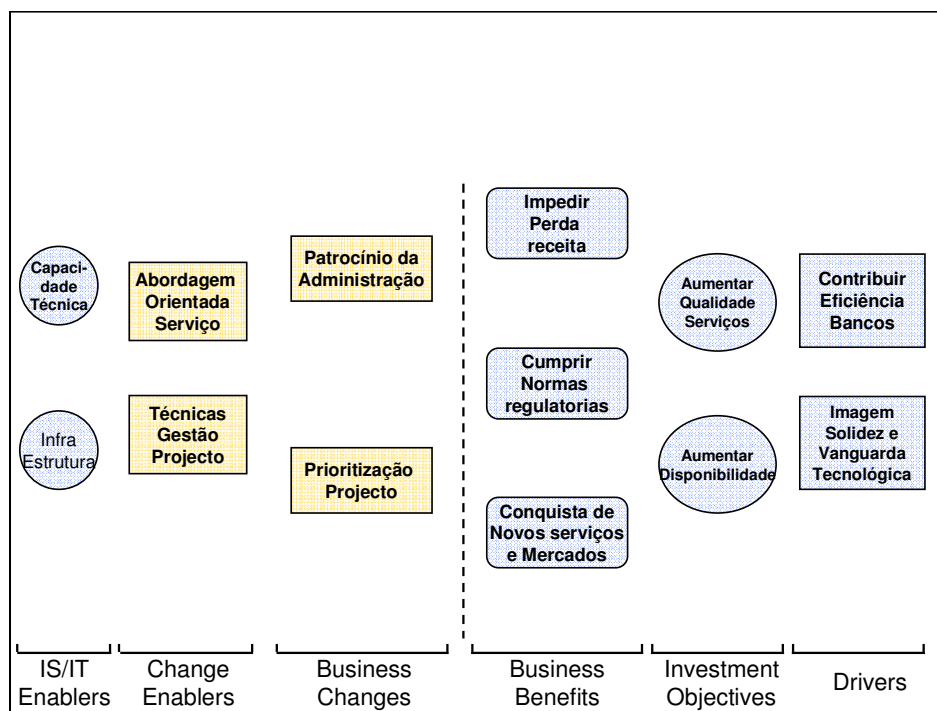 Capaci-
dade
Técnica
Infra
Estrutura
Abordagem
Orientada
Serviço
Técnicas
Gestão
Projecto
Patrocínio da
Administração
Prioritização
Projecto
Impedir
Perda
receita
Cumprir
Normas
regulatorias
Conquista de
Novos serviços
e Mercados
Aumentar
Qualidade
Serviços
Aumentar
Disponibilidade
Contribuir
Eficiência
Bancos
Imagem
Solidez e
Vanguarda
Tecnológica
IS/IT
Enablers
Change
Enablers
Business
Changes
Business
Benefits
Investment
Objectives
Drivers